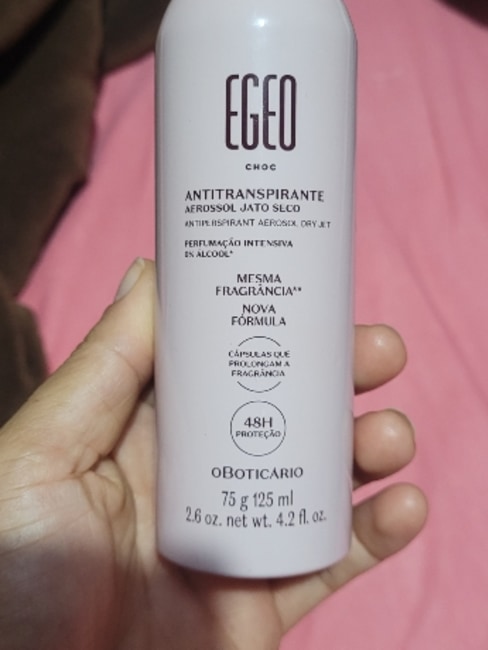 EGEO
CHOC
ANTITRANSPIRANTE
AEROSSOL JATO SECO
ANTIPERSPIRANT AEROSOL DRY JET
PERFUMAÇÃO INTENSIVA
0% ÁLCOOL*
MESMA
FRAGRÂNCIA**
NOVA
FÓRMULA
CÁPSULAS QUE
PROLONGAM A
FRAGRÂNCIA
48H
PROTEÇÃO
oBOTICÁRIO
75 g 125 ml
2.6 oz. net wt. 4.2 fl. oz.